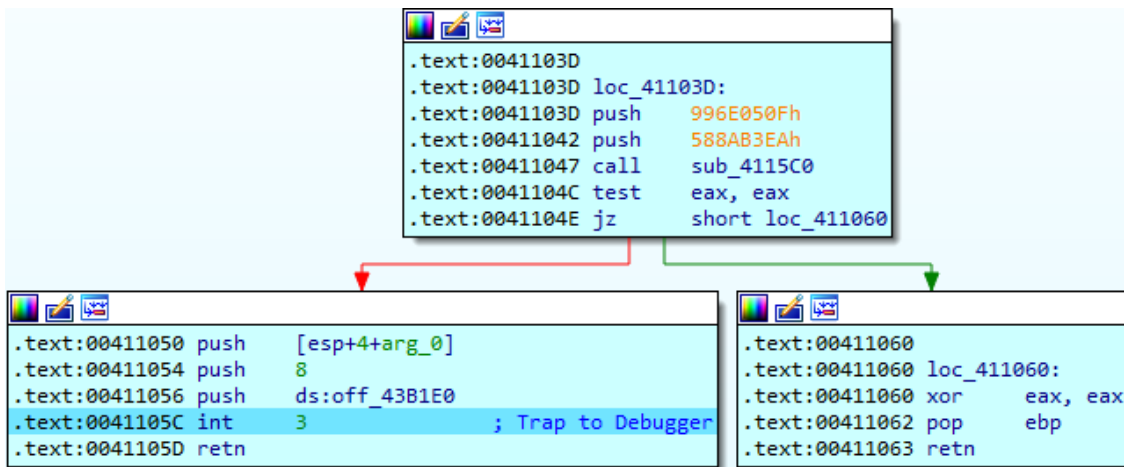 .text:0041103D
.text:0041103D loc_41103D:
.text:0041103D push    996E050Fh
.text:00411042 push    588AB3EAh
.text:00411047 call    sub_4115C0
.text:0041104C test    eax, eax
.text:0041104E jz      short loc_411060
.text:00411050 push    [esp+4+arg_0]
.text:00411054 push    8
.text:00411056 push    ds:off_43B1E0
.text:0041105C int     3               ; Trap to Debugger
.text:0041105D retn
.text:00411060
.text:00411060 loc_411060:
.text:00411060 xor     eax, eax
.text:00411062 pop     ebp
.text:00411063 retn